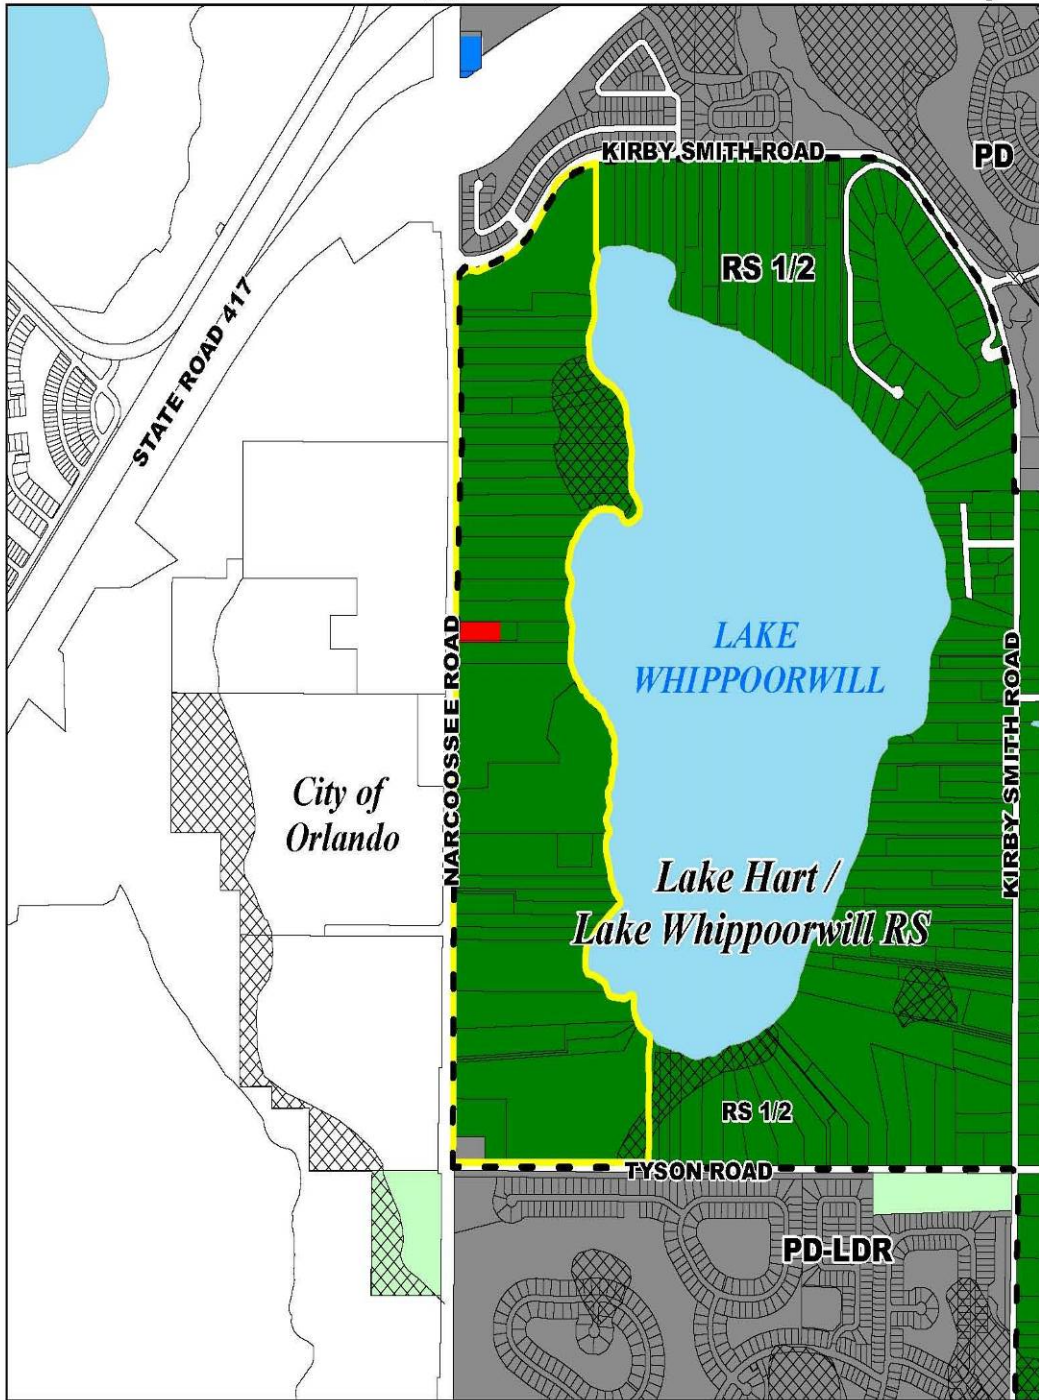 KIRBY SMITH ROAD
PD
RS 1/2
STATE ROAD 417
LAKE
WHIPPOORWILL
NARCOOSSEE ROAD
KIRBY SMITH ROAD
City of
Orlando
Lake Hart /
Lake Whippoorwill RS
RS 1/2
TYSON ROAD
PD-LDR